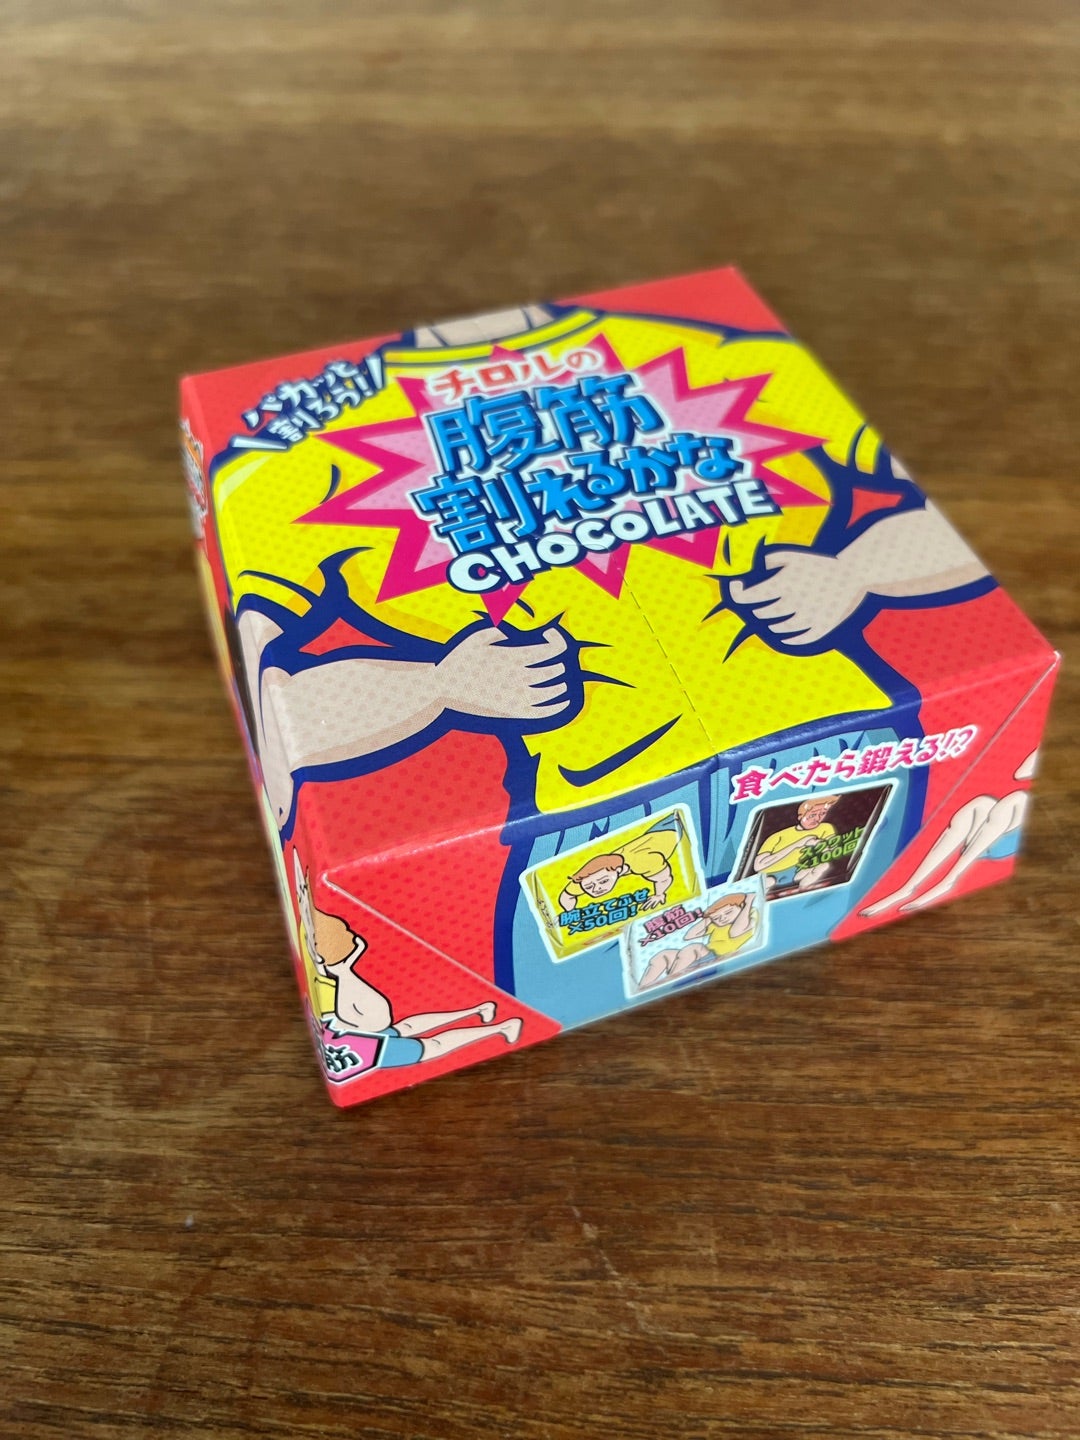 パカッと
割ろう!
チロルの
腹筋
割れるかな
CHOCOLATE
食べたら鍛える!?
腕立てふせ
×50回!
スクワット
×100回
腹筋
×10回!
筋